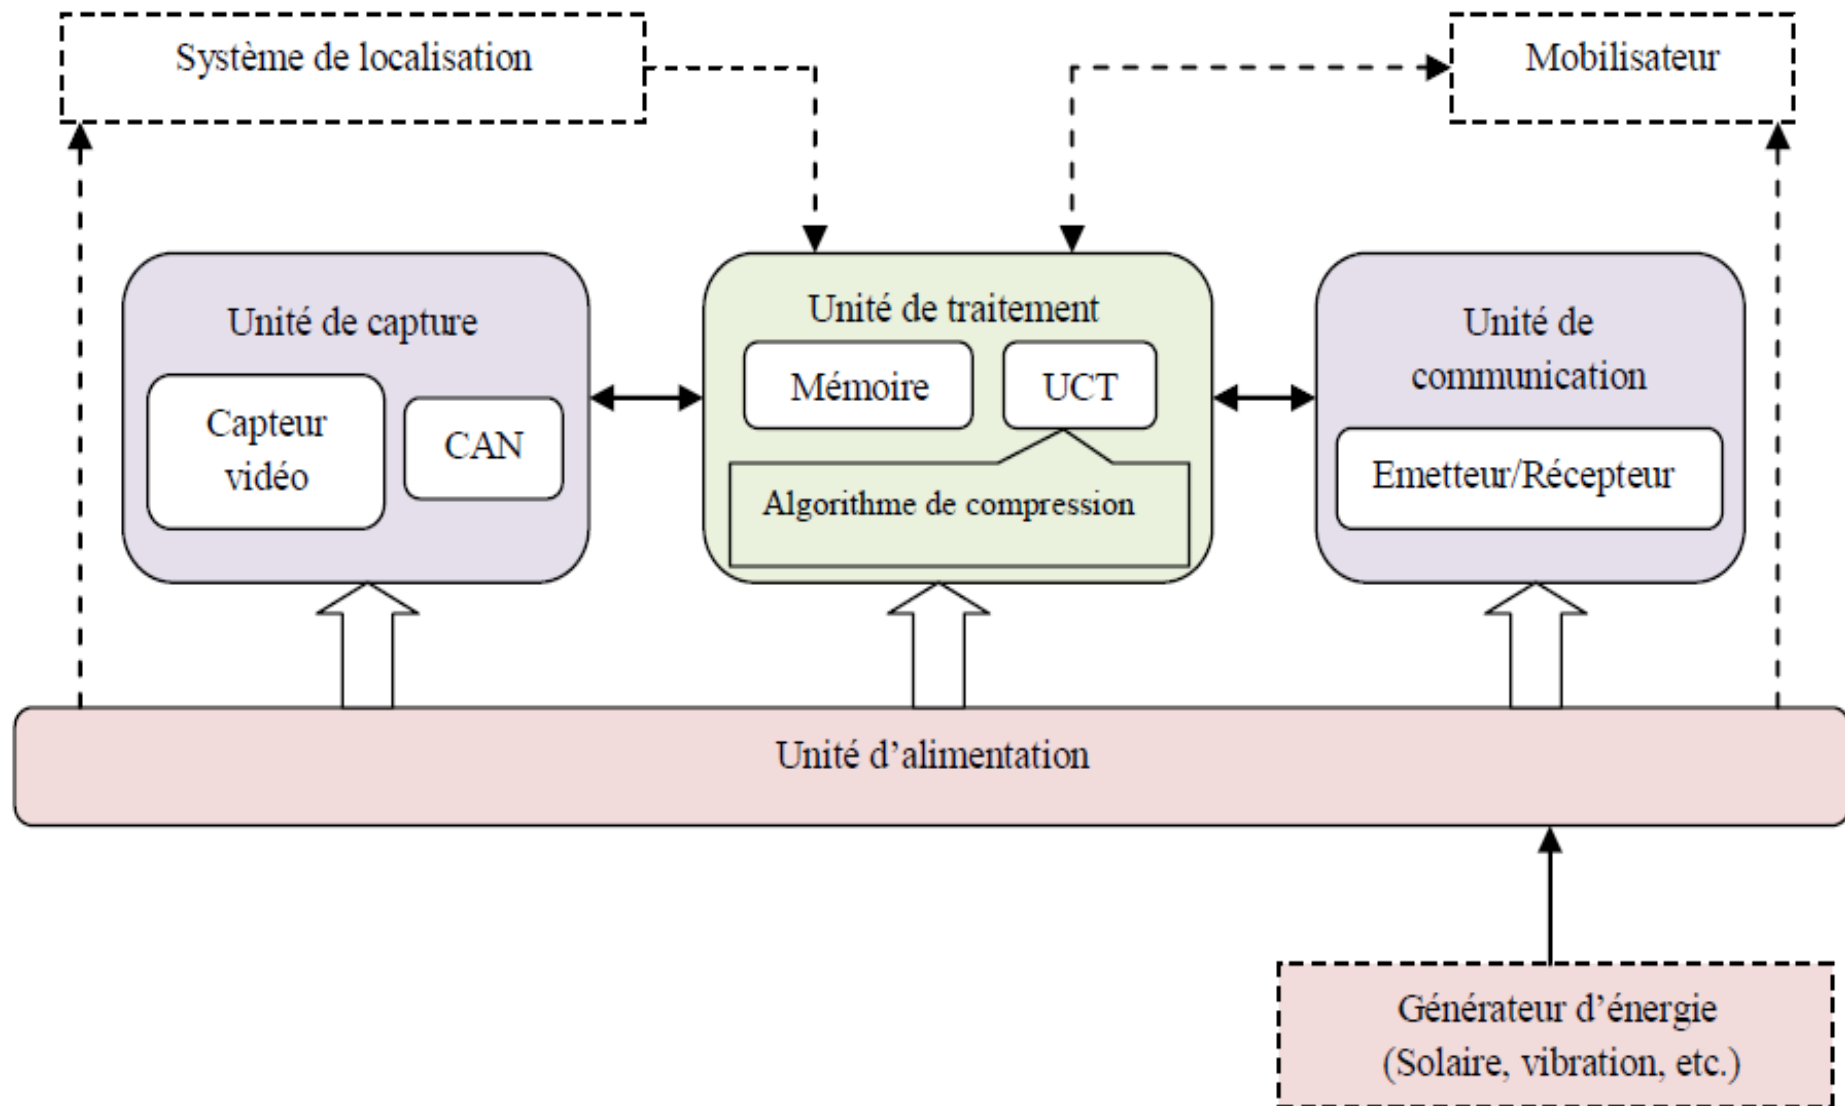 Système de localisation
Mobilisateur
Unité de capture
Capteur
vidéo
CAN
Unité de traitement
Mémoire
UCT
Algorithme de compression
Unité de
communication
Emetteur/Récepteur
Unité d’alimentation
Générateur d’énergie
(Solaire, vibration, etc.)